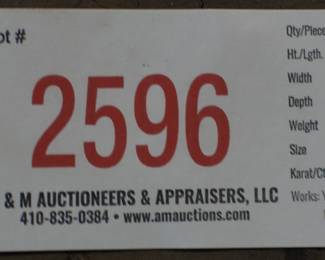 ot #
2596
& M AUCTIONEERS & APPRAISERS, LLC
410-835-0384 • www.amauctions.com
Qty/Piece
Ht./Lgth.
Width
Depth
Weight
Size
Karat/Ct
Works: Y